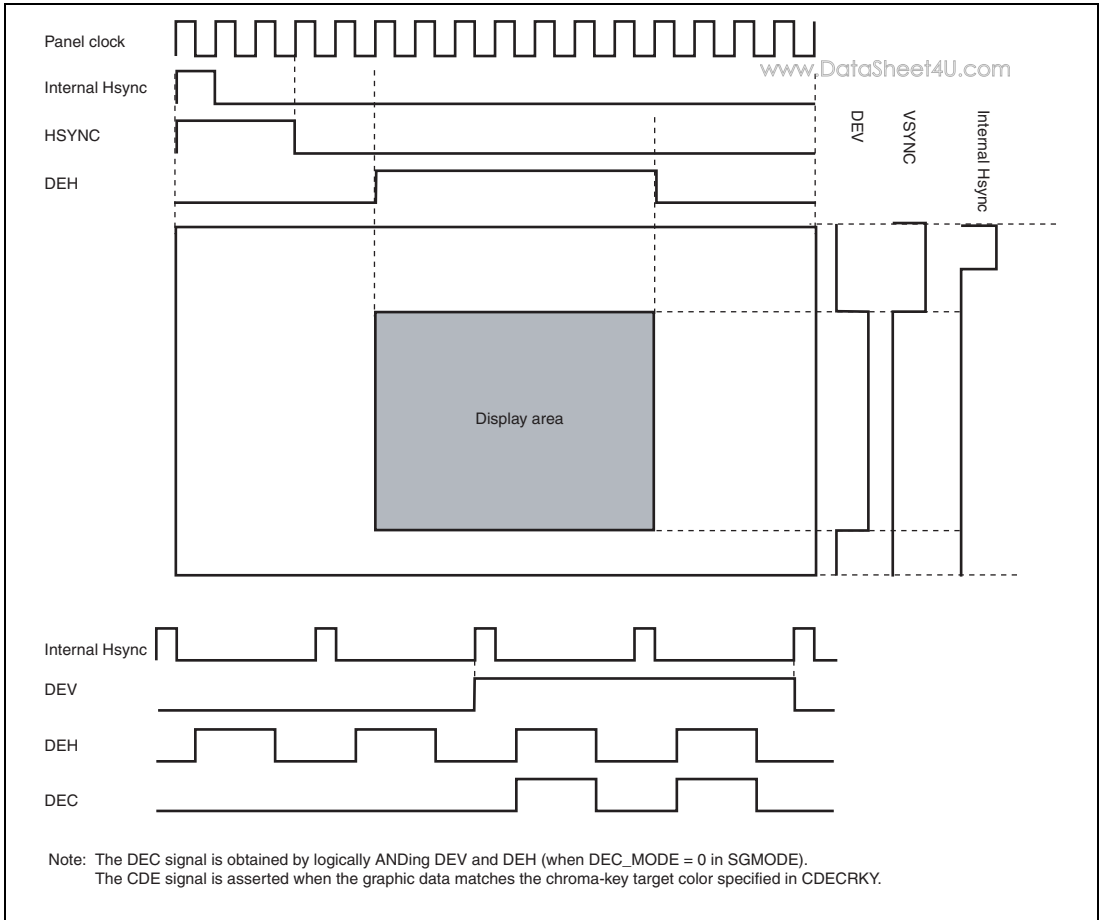 Panel clock
www.DataSheet4U.com
Internal Hsync
HSYNC
DEH
DEV
VSYNC
Internal Hsync
Display area
Internal Hsync
DEV
DEH
DEC
Note: The DEC signal is obtained by logically ANDing DEV and DEH (when DEC_MODE = 0 in SGMODE).
The CDE signal is asserted when the graphic data matches the chroma-key target color specified in CDECRKY.